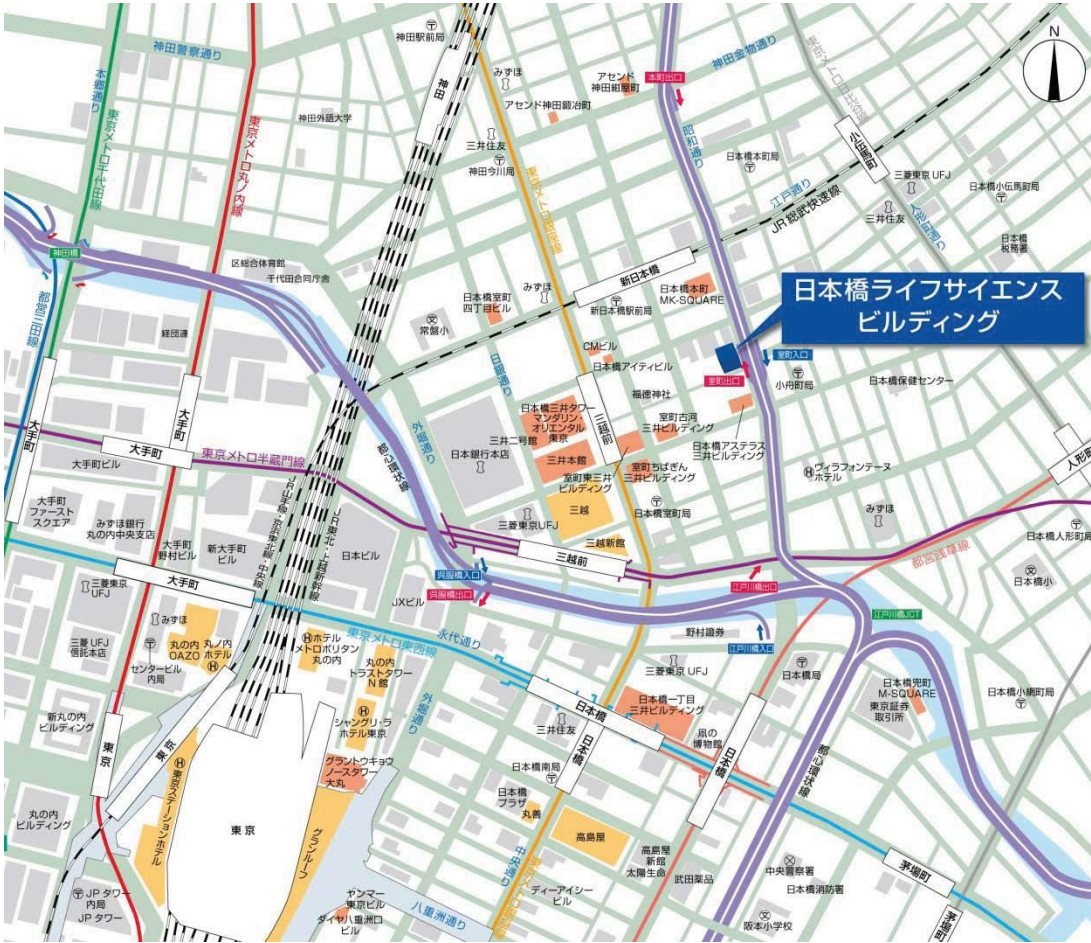 神田駅前局
神田警察通り
みずほ
アセンド
神田紺屋町
本町出口
神田金物通り
N
本郷通り
東京メトロ千代田線
東京メトロ丸ノ内線
神田
アセンド神田鍛冶町
神田外語大学
三井住友
神田今川局
昭和通り
日本橋本町局
小伝馬町
三菱東京 UFJ
日本橋小伝馬町局
三井住友
江戸通り
JR 総武快速線
人形町通り
日本橋
税務署
神田橋
区総合体育館
千代田合同庁舎
都営三田線
新日本橋
みずほ
日本橋室町
四丁目ビル
新日本橋駅前局
日本橋本町
MK-SQUARE
日本橋ライフサイエンス
ビルディング
常盤小
経団連
CMビル
日本橋アイティビル
室町入口
室町出口
小舟町局
日本橋保健センター
日銀通り
福徳神社
大手町
大手町
日本橋三井タワー
マンダリン・
オリエンタル
東京
三越前
室町古河
三井ビルディング
日本橋アステラス
三井ビルディング
外堀通り
都心環状線
三井二号館
日本銀行本店
三井本館
大手町
東京メトロ半蔵門線
大手町ビル
室町東三井
ビルディング
室町ちばぎん
三井ビルディング
ヴィラフォンテーヌ
ホテル
人形町
大手町
ファースト
スクエア
みずほ銀行
丸の内中央支店
JR山手線・京浜東北線・中央線
JR東北・上越新幹線
三越
日本橋室町局
みずほ
三菱東京UFJ
大手町
野村ビル
新大手町
ビル
日本ビル
三越新館
三越前
都営浅草線
日本橋人形町局
日本橋小
大手町
三菱東京
UFJ
呉服橋入口
呉服橋出口
江戸川橋出口
JXビル
江戸川橋JCT
みずほ
永代通り
東京メトロ東西線
野村證券
江戸川橋入口
三菱 UFJ
信託本店
丸の内
OAZO
丸ノ内
ホテル
センタービル
内局
ホテル
メトロポリタン
丸の内
丸の内
トラストタワー
N 館
三菱東京 UFJ
日本橋局
日本橋兜町
M-SQUARE
東京証券
取引所
日本橋小網町局
外堀通り
日本橋
日本橋一丁目
三井ビルディング
新丸の内
ビルディング
シャングリ・ラ
ホテル東京
三井住友
日本橋
凧の
博物館
日本橋
都心環状線
東京
東京
グラントウキョウ
ノースタワー
大丸
日本橋南局
東京ステーションホテル
日本橋
プラザ
丸善
丸の内
ビルディング
東京
グランルーフ
高島屋
高島屋
新館
太陽生命
茅場町
中央警察署
日本橋消防署
中央通り
JP タワー
内局
JP タワー
ヤンマー
東京ビル
ダイヤ八重洲口
ビル
八重洲通り
ディーアイシー
ビル
武田薬品
阪本小学校
茅場町